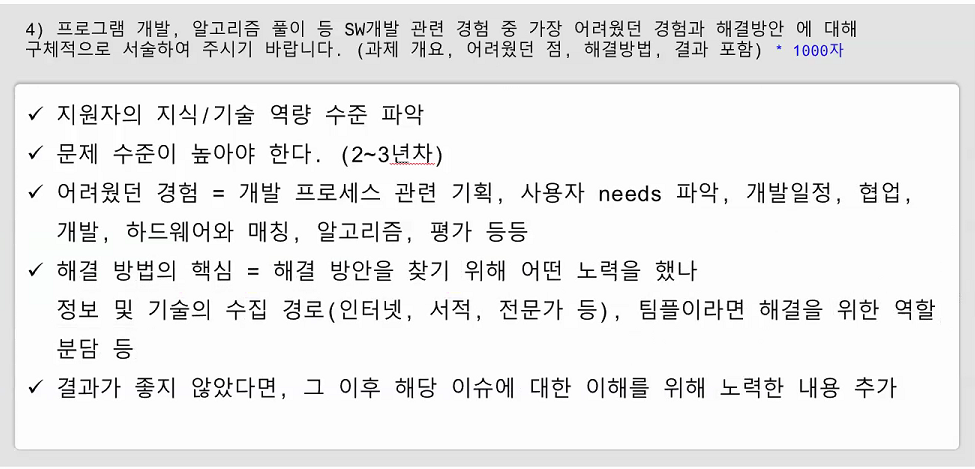 4) 프로그램 개발, 알고리즘 풀이 등 SW개발 관련 경험 중 가장 어려웠던 경험과 해결방안 에 대해
구체적으로 서술하여 주시기 바랍니다. (과제 개요, 어려웠던 점, 해결방법, 결과 포함) * 1000자
✓ 지원자의 지식/기술 역량 수준 파악
✓ 문제 수준이 높아야 한다. (2~3년차)
✓ 어려웠던 경험 = 개발 프로세스 관련 기획, 사용자 needs 파악, 개발일정, 협업,
개발, 하드웨어와 매칭, 알고리즘, 평가 등등
✓ 해결 방법의 핵심 = 해결 방안을 찾기 위해 어떤 노력을 했나
정보 및 기술의 수집 경로(인터넷, 서적, 전문가 등), 팀플이라면 해결을 위한 역할
분담 등
✓ 결과가 좋지 않았다면, 그 이후 해당 이슈에 대한 이해를 위해 노력한 내용 추가